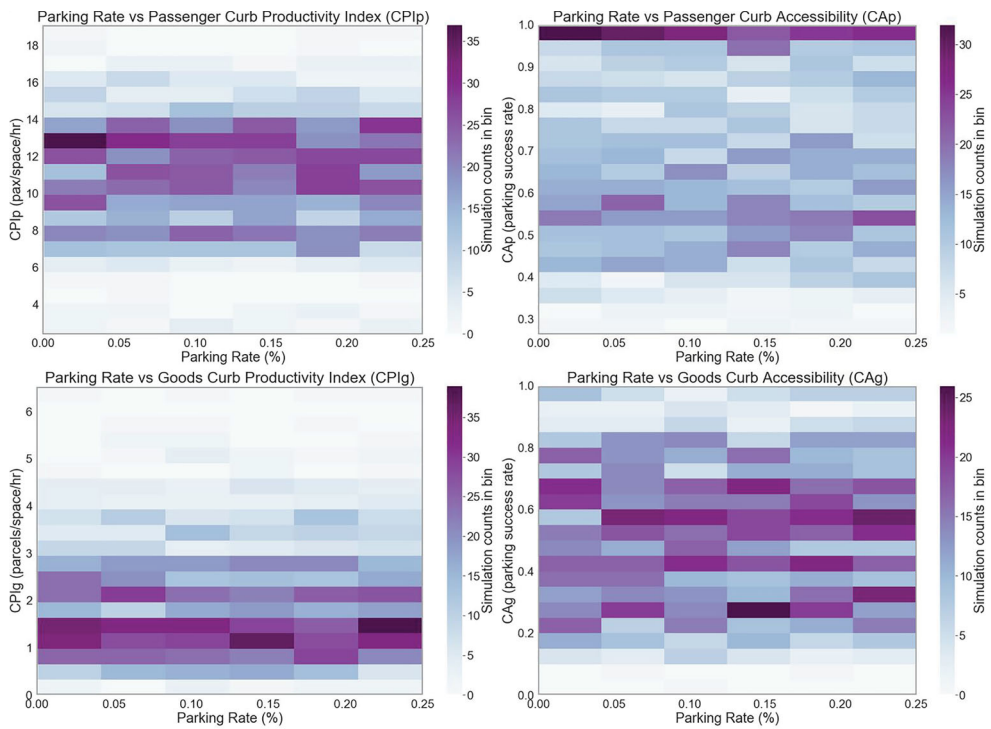 Parking Rate vs Passenger Curb Productivity Index (CPIp)
CPIp (pax/space/hr)
18
16
14
12
10
8
6
4
0.00 0.05 0.10 0.15 0.20 0.25
Parking Rate (%)
35
30
25
20
15
10
5
0
Simulation counts in bin
Parking Rate vs Passenger Curb Accessibility (CAp)
CAp (parking success rate)
1.0
0.9
0.8
0.7
0.6
0.5
0.4
0.3
0.00 0.05 0.10 0.15 0.20 0.25
Parking Rate (%)
30
25
20
15
10
5
Simulation counts in bin
Parking Rate vs Goods Curb Productivity Index (CPIg)
CPIg (parcels/space/hr)
6
5
4
3
2
1
0
0.00 0.05 0.10 0.15 0.20 0.25
Parking Rate (%)
35
30
25
20
15
10
5
0
Simulation counts in bin
Parking Rate vs Goods Curb Accessibility (CAg)
CAg (parking success rate)
1.0
0.8
0.6
0.4
0.2
0.0
0.00 0.05 0.10 0.15 0.20 0.25
Parking Rate (%)
25
20
15
10
5
0
Simulation counts in bin